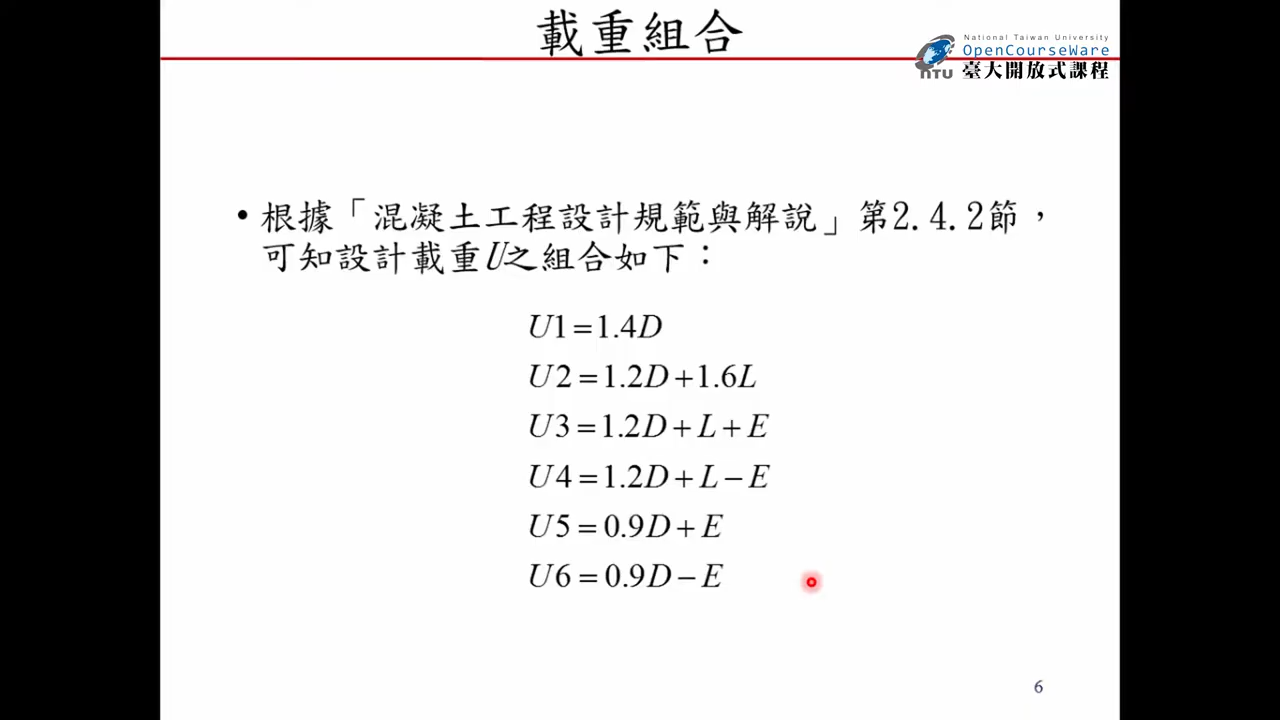 載重組合
National Taiwan University
OpenCourseWare
NTU 臺大開放式課程
•根據「混凝土工程設計規範與解說」第2.4.2節，
可知設計載重U之組合如下：
U1=1.4D
U2=1.2D+1.6L
U3=1.2D+L+E
U4=1.2D+L−E
U5=0.9D+E
U6=0.9D−E
6